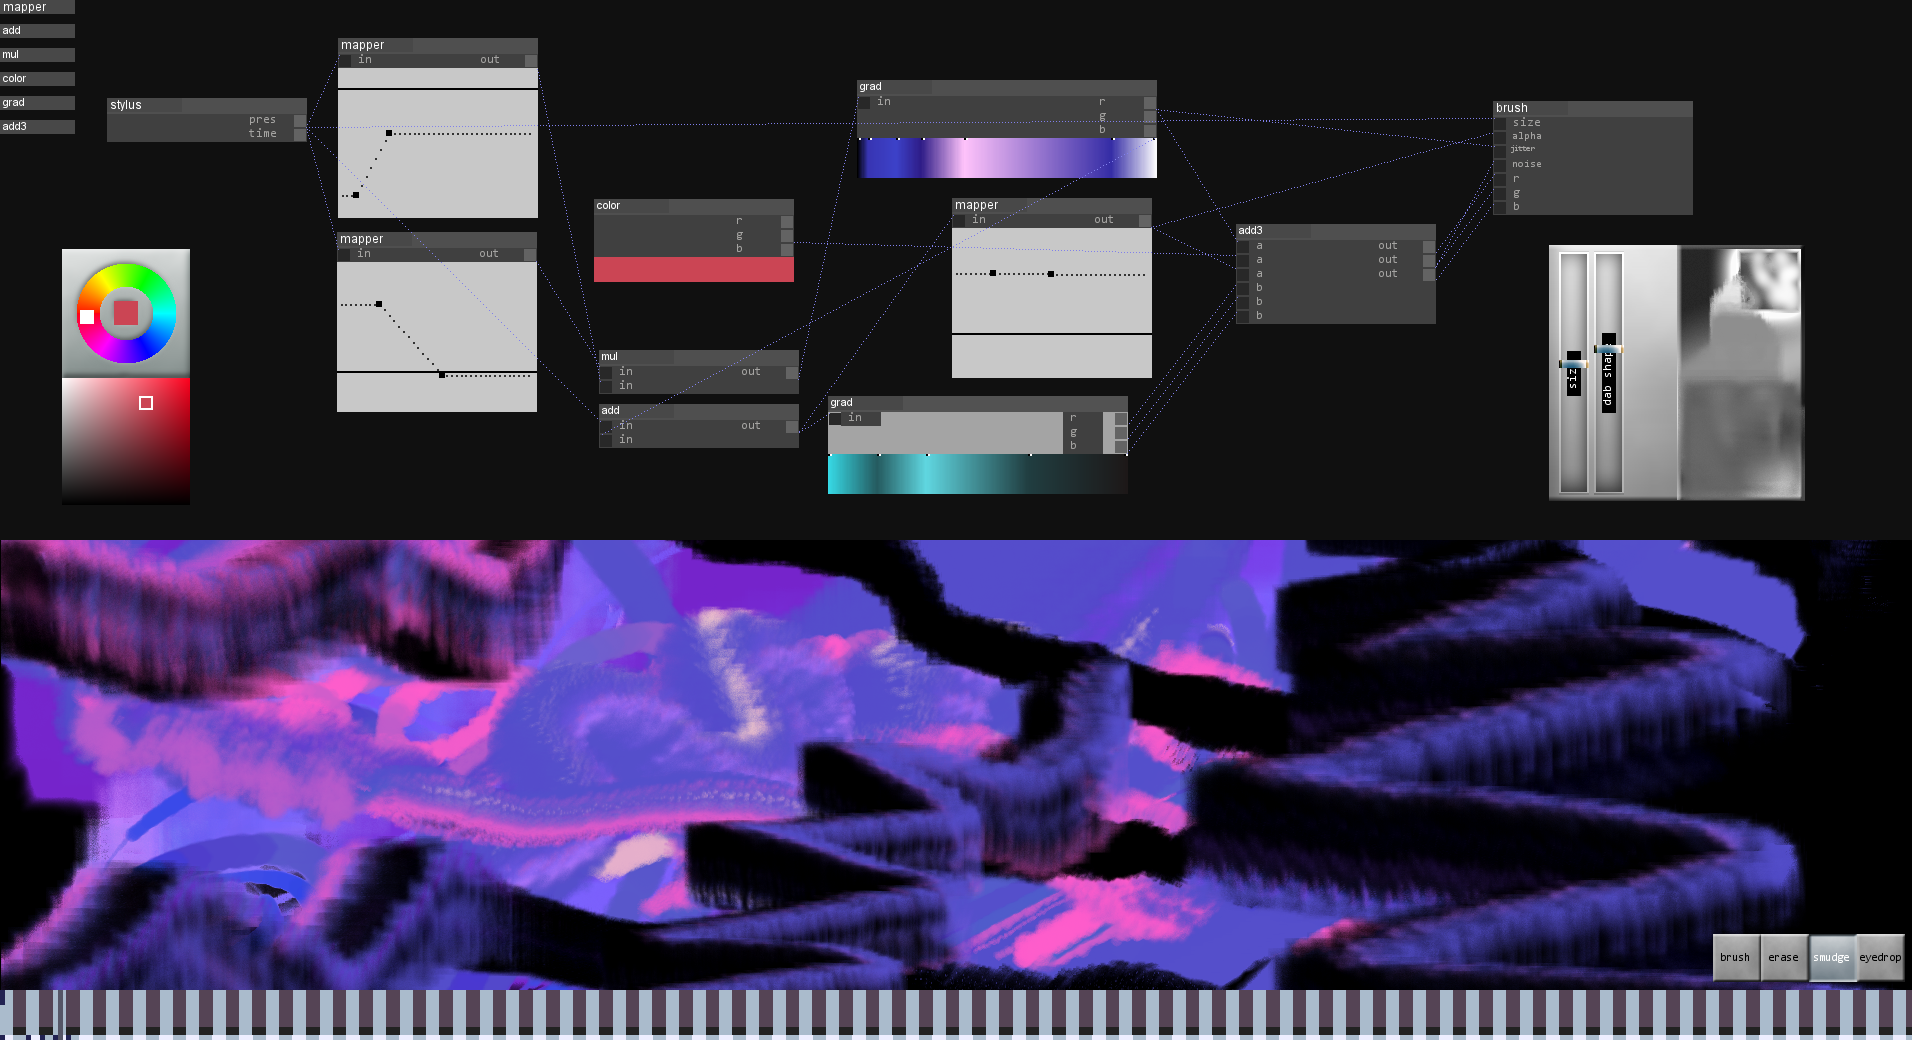 mapper
add
mul
color
grad
add3
stylus
pres
time
mapper
in out
mapper
in out
color
r
g
b
mul
in out
in
add
in out
in
grad
in r
g
b
mapper
in out
grad
in r
g
b
add3
a out
a out
a out
b
b
b
brush
size
alpha
jitter
noise
r
g
b
siz
dab shap
brush erase smudge eyedrop